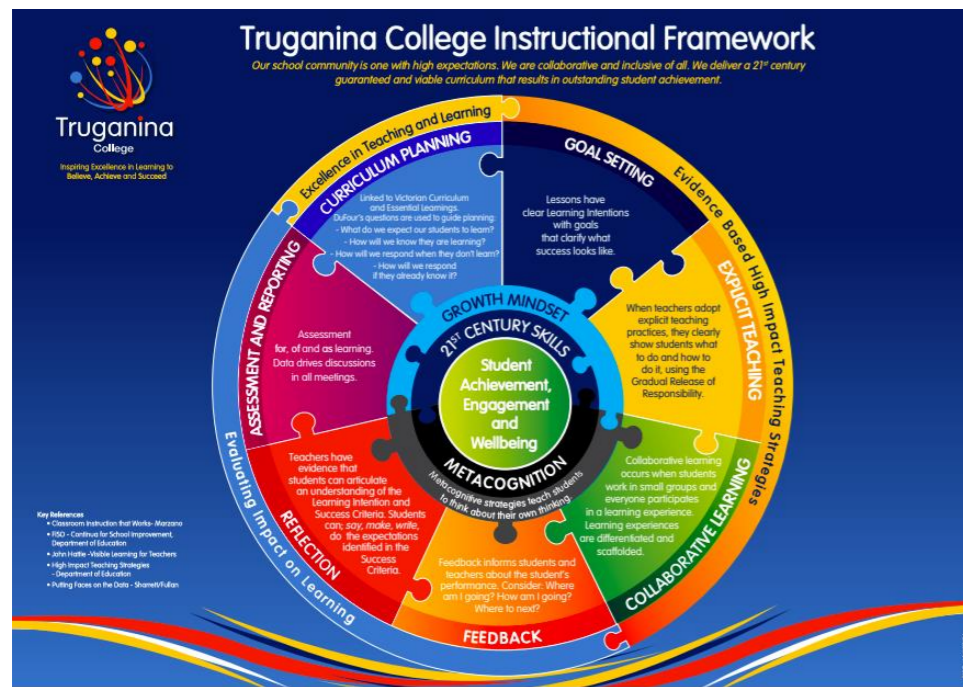 Truganina College Instructional Framework
Our school community is one with high expectations. We are collaborative and inclusive of all. We deliver a 21st century
guaranteed and viable curriculum that results in outstanding student achievement.
Truganina
College
Inspiring Excellence in Learning to
Believe, Achieve and Succeed
Excellence in Teaching and Learning
CURRICULUM PLANNING
Linked to Victorian Curriculum
and Essential Learnings.
DuFour's questions are used to guide planning:
- What do we expect our students to learn?
- How will we know they are learning?
- How will we respond when they don't learn?
- How will we respond
if they already know it?
GOAL SETTING
Lessons have
clear Learning Intentions
with goals
that clarify what
success looks like.
Evidence Based High Impact Teaching Strategies
EXPLICIT TEACHING
When teachers adopt
explicit teaching
practices, they clearly
show students what
to do and how to
do it, using the
Gradual Release of
Responsibility.
COLLABORATIVE LEARNING
Collaborative learning
occurs when students
work in small groups and
everyone participates
in a learning experience.
Learning experiences
are differentiated and
scaffolded.
FEEDBACK
Feedback informs students and
teachers about the student's
performance. Consider: Where
am I going? How am I going?
Where to next?
REFLECTION
Teachers have
evidence that
students can articulate
an understanding of the
Learning Intention and
Success Criteria. Students
can; say, make, write,
do the expectations
identified in the
Success
Criteria.
Evaluating Impact on Learning
ASSESSMENT AND REPORTING
Assessment
for, of and as learning.
Data drives discussions
in all meetings.
GROWTH MINDSET
21ST CENTURY SKILLS
Student
Achievement,
Engagement
and
Wellbeing
METACOGNITION
Metacognitive strategies teach students
to think about their own thinking.
Key References
• Classroom Instruction that Works- Marzano
• FISO - Continua for School Improvement,
Department of Education
• John Hattie -Visible Learning for Teachers
• High Impact Teaching Strategies
- Department of Education
• Putting Faces on the Data - Sharratt/Fullan